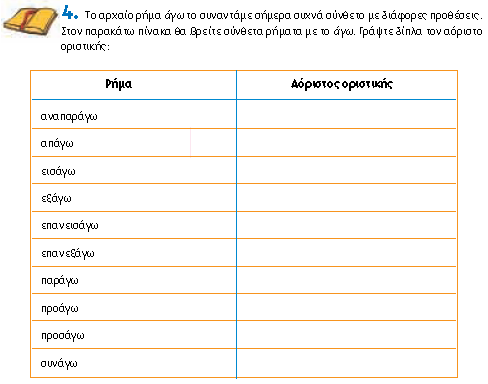 4. Το αρχαίο ρήμα άγω το συναντάμε σήμερα συχνά σύνθετο με διάφορες προθέσεις.
Στον παρακάτω πίνακα θα βρείτε σύνθετα ρήματα με το άγω. Γράψτε δίπλα τον αόριστο
οριστικής:
Ρήμα Αόριστος οριστικής
αναπαράγω
απάγω
εισάγω
εξάγω
επανεισάγω
επανεξάγω
παράγω
προάγω
προσάγω
συνάγω